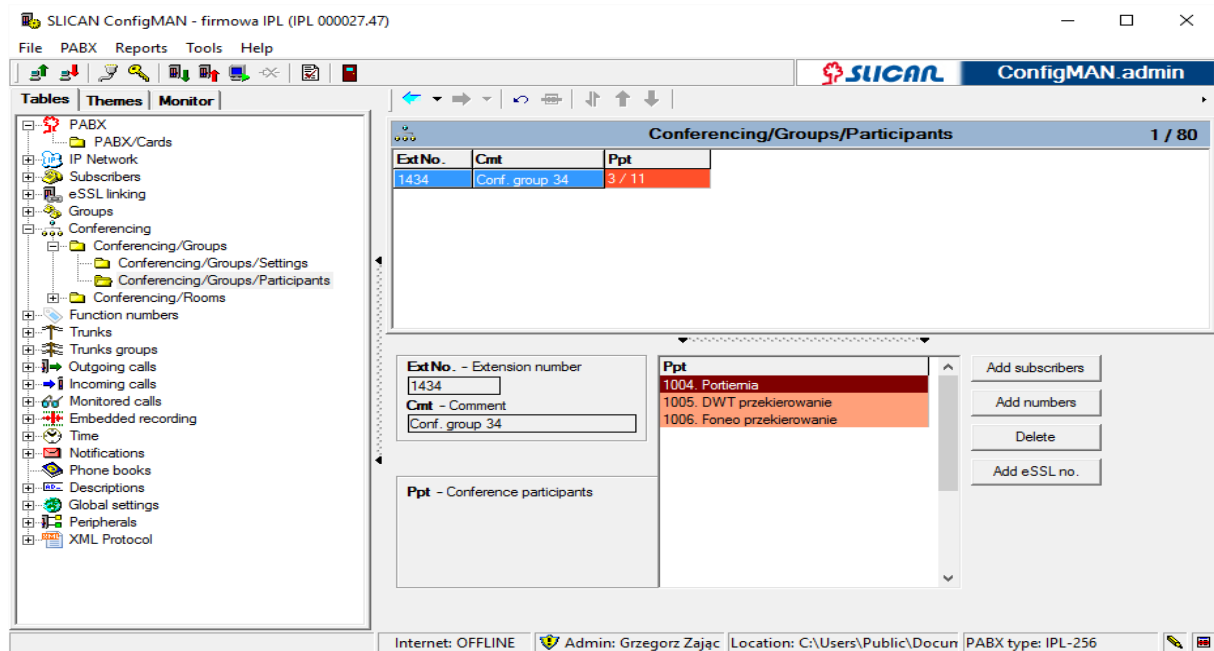 SLICAN ConfigMAN - firmowa IPL (IPL 000027.47)
File PABX Reports Tools Help
SLICAN ConfigMAN.admin
Tables Themes Monitor
PABX
PABX/Cards
IP Network
Subscribers
eSSL linking
Groups
Conferencing
Conferencing/Groups
Conferencing/Groups/Settings
Conferencing/Groups/Participants
Conferencing/Rooms
Function numbers
Trunks
Trunks groups
Outgoing calls
Incoming calls
Monitored calls
Embedded recording
Time
Notifications
Phone books
Descriptions
Global settings
Peripherals
XML Protocol
Conferencing/Groups/Participants 1 / 80
Ext No. Cmt Ppt
1434 Conf. group 34 3 / 11
Ext No. - Extension number
1434
Cmt - Comment
Conf. group 34
Ppt - Conference participants
Ppt
1004. Portiernia
1005. DWT przekierowanie
1006. Foneo przekierowanie
Add subscribers
Add numbers
Delete
Add eSSL no.
Internet: OFFLINE Admin: Grzegorz Zając Location: C:\Users\Public\Docum PABX type: IPL-256